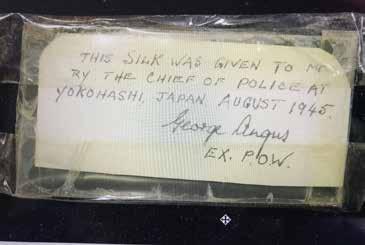 THIS SILK WAS GIVEN TO ME
BY THE CHIEF OF POLICE AT
YOKOHASHI, JAPAN AUGUST 1945.
George Angus
EX. P.O.W.